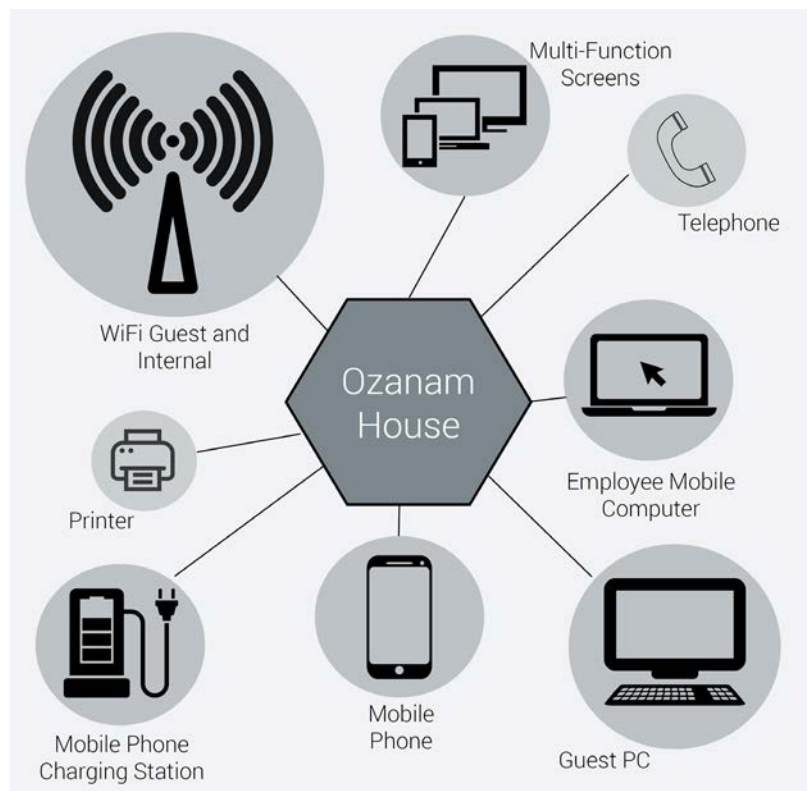 Multi-Function
Screens
Telephone
WiFi Guest and
Internal
Ozanam
House
Employee Mobile
Computer
Printer
Mobile
Phone
Mobile Phone
Charging Station
Guest PC